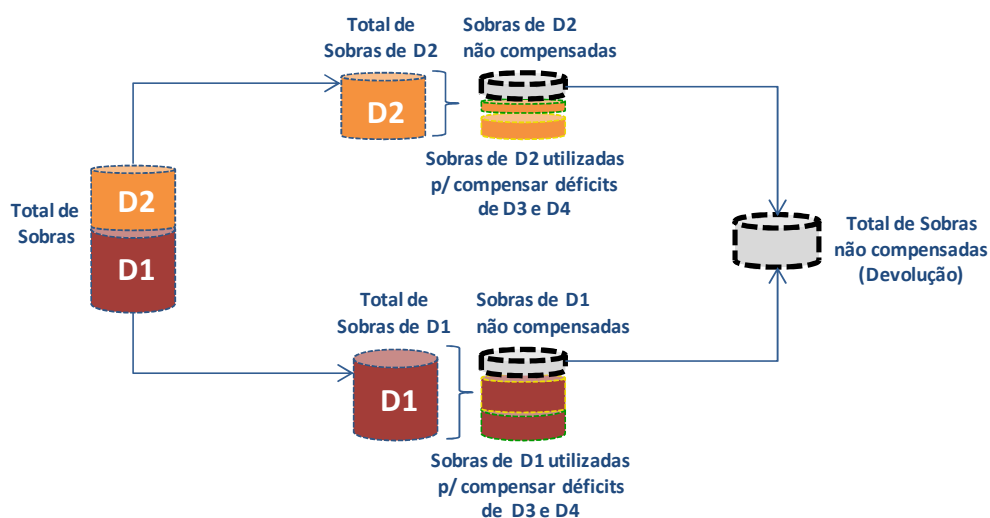 Total de
Sobras de D2
Sobras de D2
não compensadas
D2
Sobras de D2 utilizadas
p/ compensar déficits
de D3 e D4
Total de
Sobras
D2
D1
Total de Sobras
não compensadas
(Devolução)
Total de
Sobras de D1
Sobras de D1
não compensadas
D1
Sobras de D1 utilizadas
p/ compensar déficits
de D3 e D4